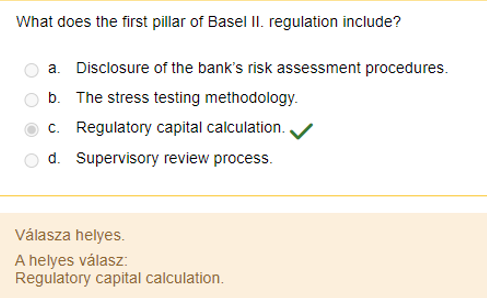 What does the first pillar of Basel II. regulation include?
a. Disclosure of the bank's risk assessment procedures.
b. The stress testing methodology.
c. Regulatory capital calculation.
d. Supervisory review process.
Válasza helyes.
A helyes válasz:
Regulatory capital calculation.